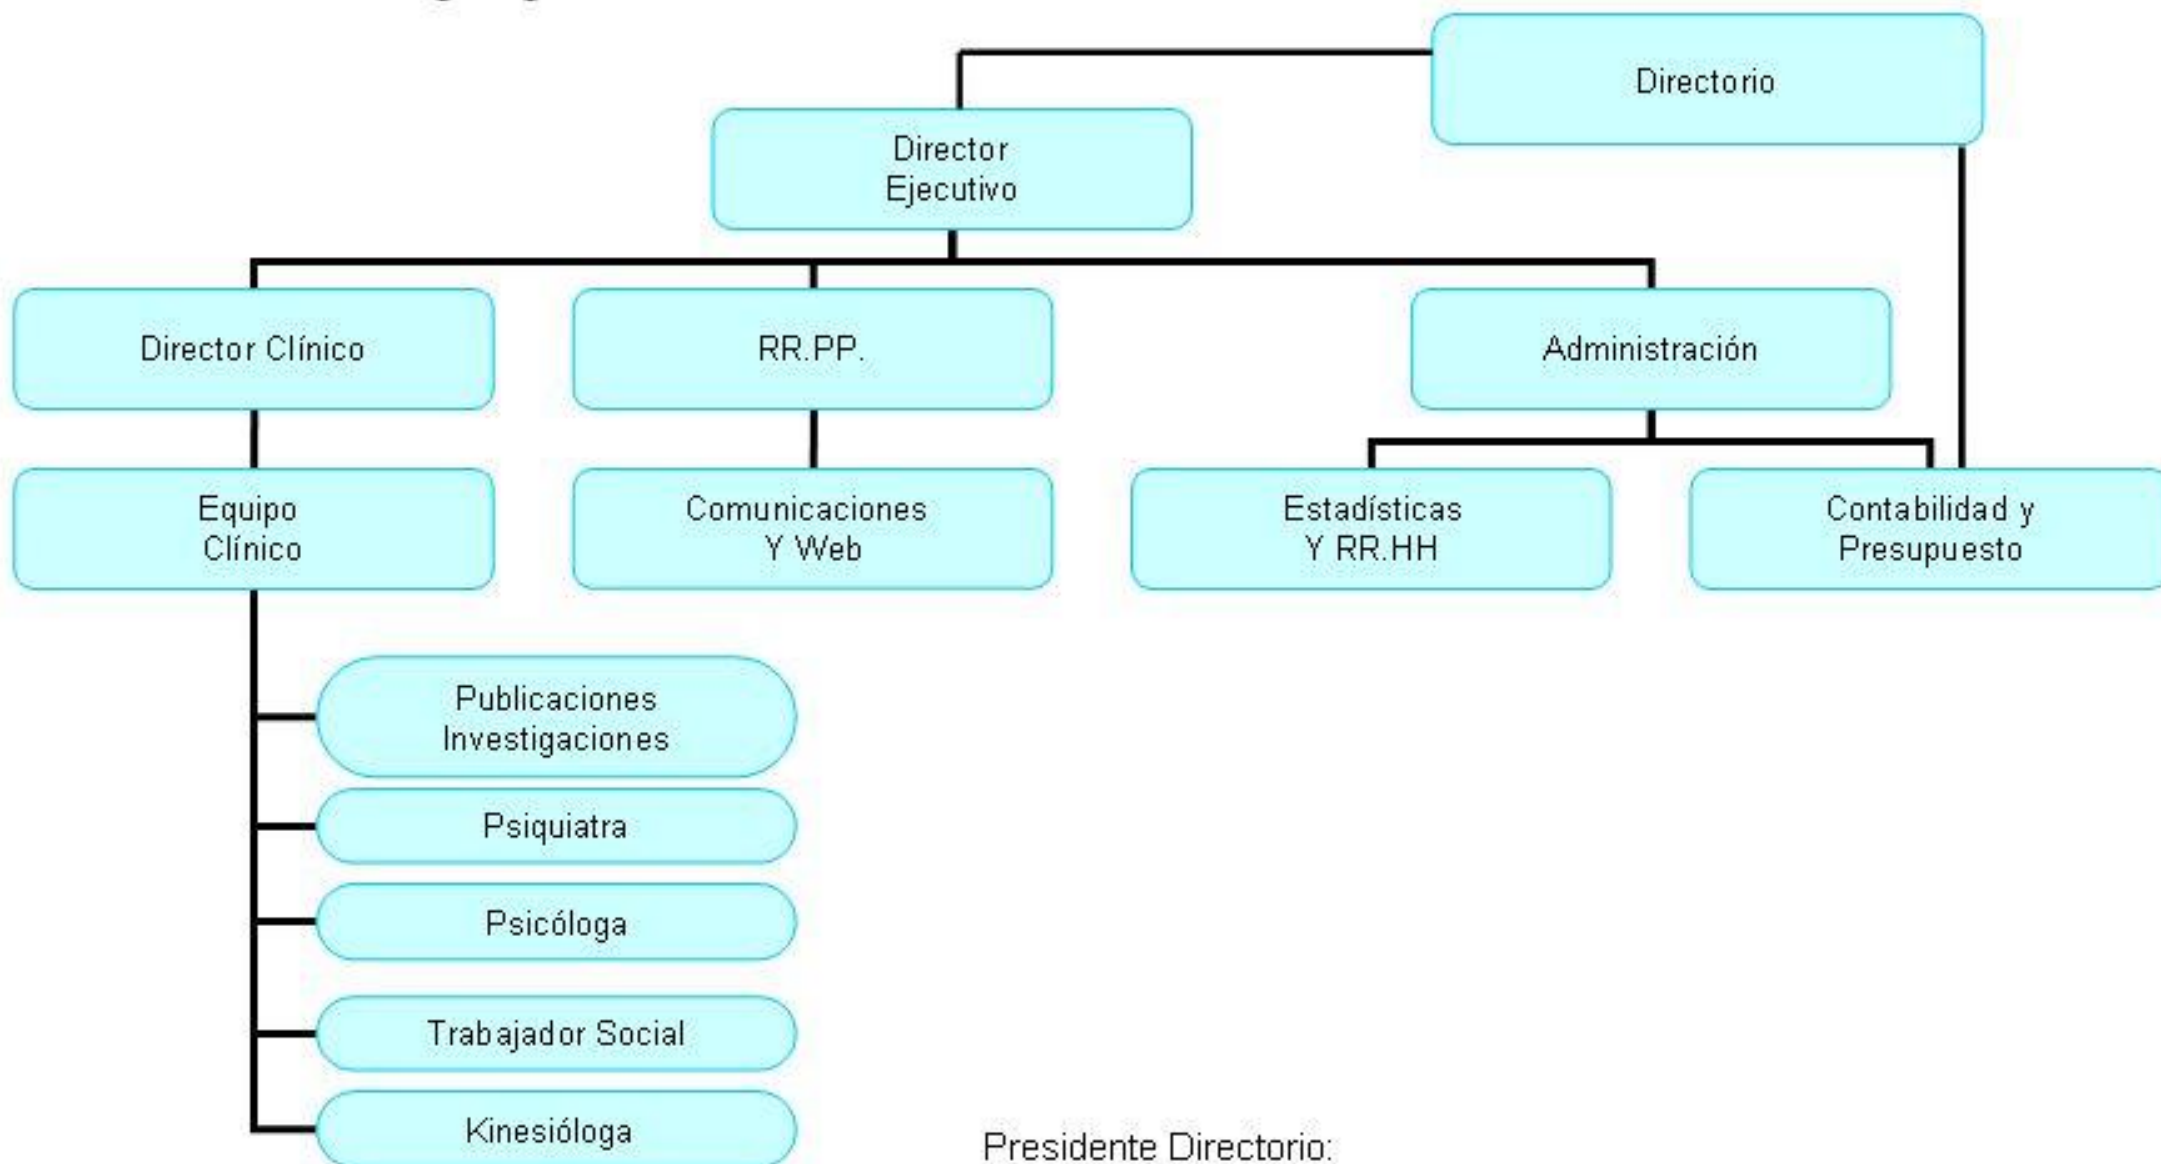 Directorio
Director
Ejecutivo
Director Clínico
RR.PP.
Administración
Equipo
Clínico
Comunicaciones
Y Web
Estadísticas
Y RR.HH
Contabilidad y
Presupuesto
Publicaciones
Investigaciones
Psiquiatra
Psicóloga
Trabajador Social
Kinesióloga
Presidente Directorio: